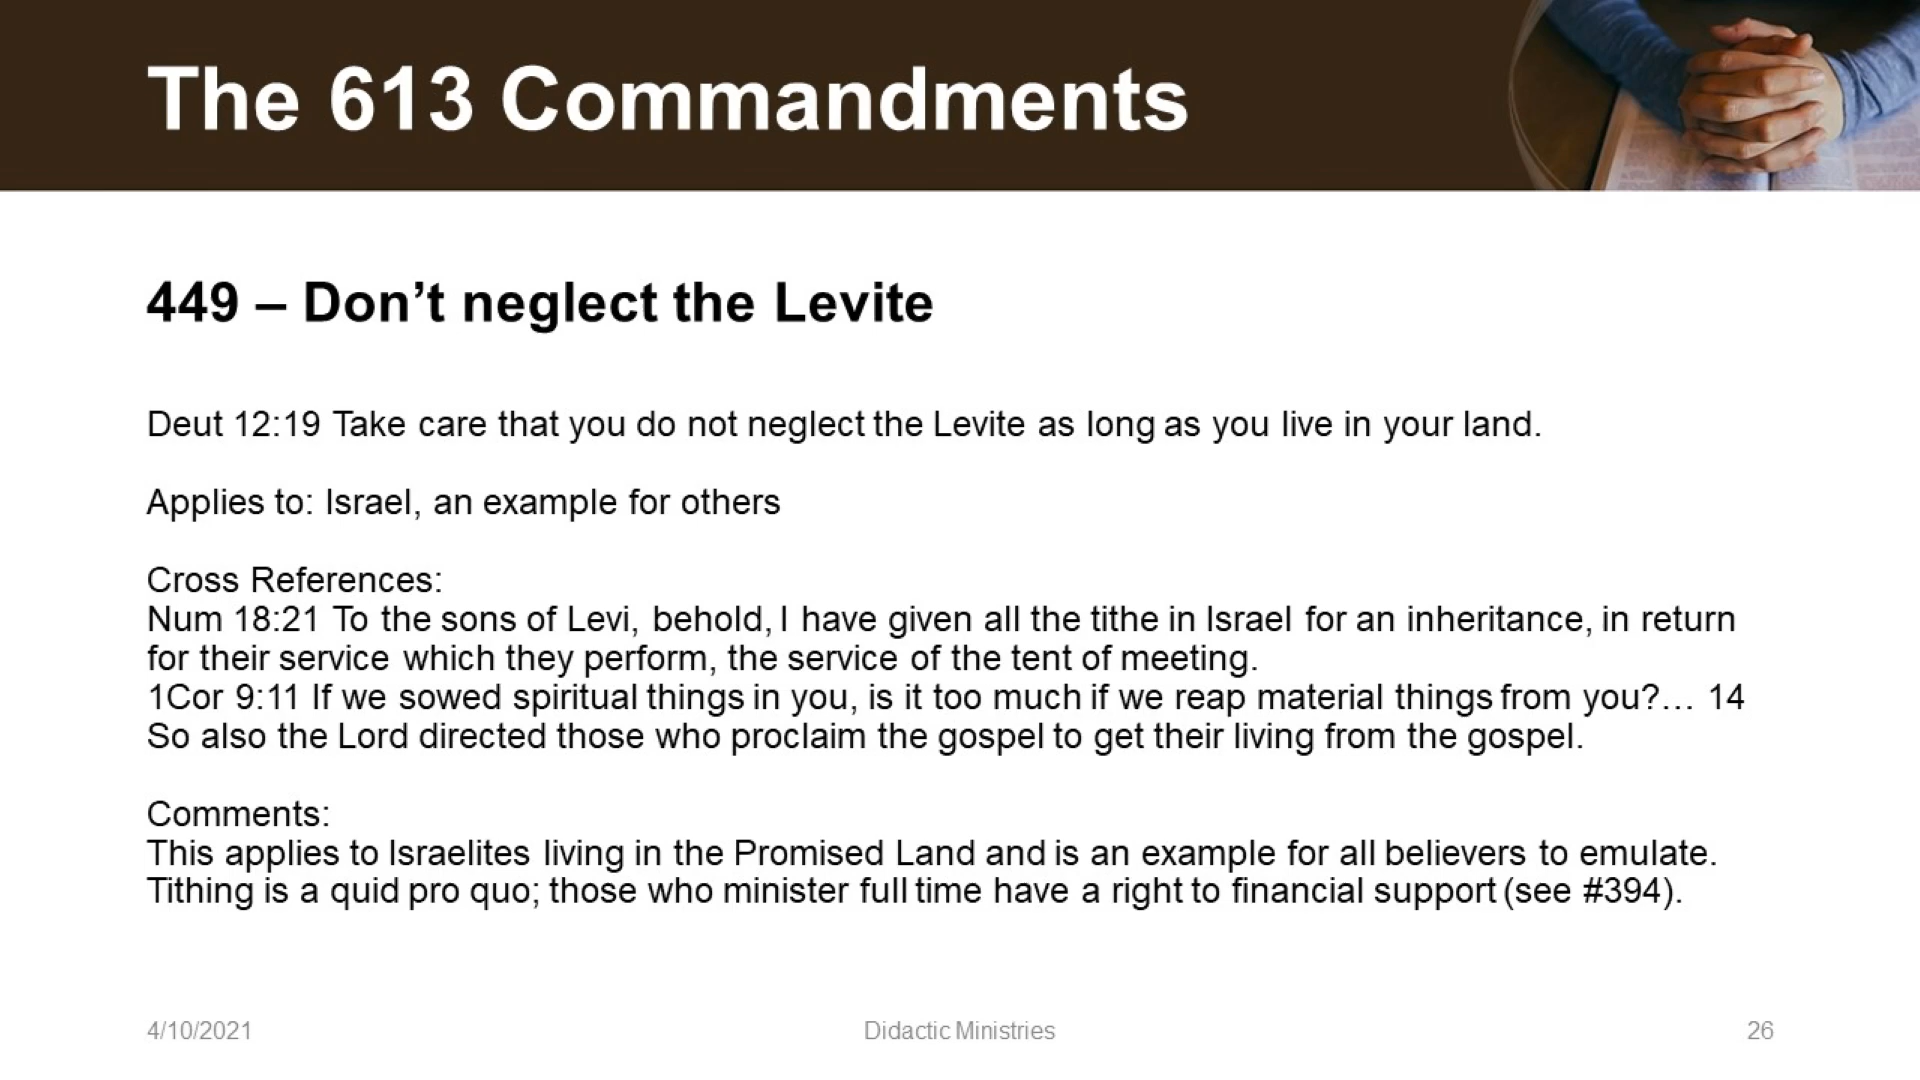 The 613 Commandments
449 – Don’t neglect the Levite
Deut 12:19 Take care that you do not neglect the Levite as long as you live in your land.
Applies to: Israel, an example for others
Cross References:
Num 18:21 To the sons of Levi, behold, I have given all the tithe in Israel for an inheritance, in return
for their service which they perform, the service of the tent of meeting.
1Cor 9:11 If we sowed spiritual things in you, is it too much if we reap material things from you?… 14
So also the Lord directed those who proclaim the gospel to get their living from the gospel.
Comments:
This applies to Israelites living in the Promised Land and is an example for all believers to emulate.
Tithing is a quid pro quo; those who minister full time have a right to financial support (see #394).
4/10/2021
Didactic Ministries
26